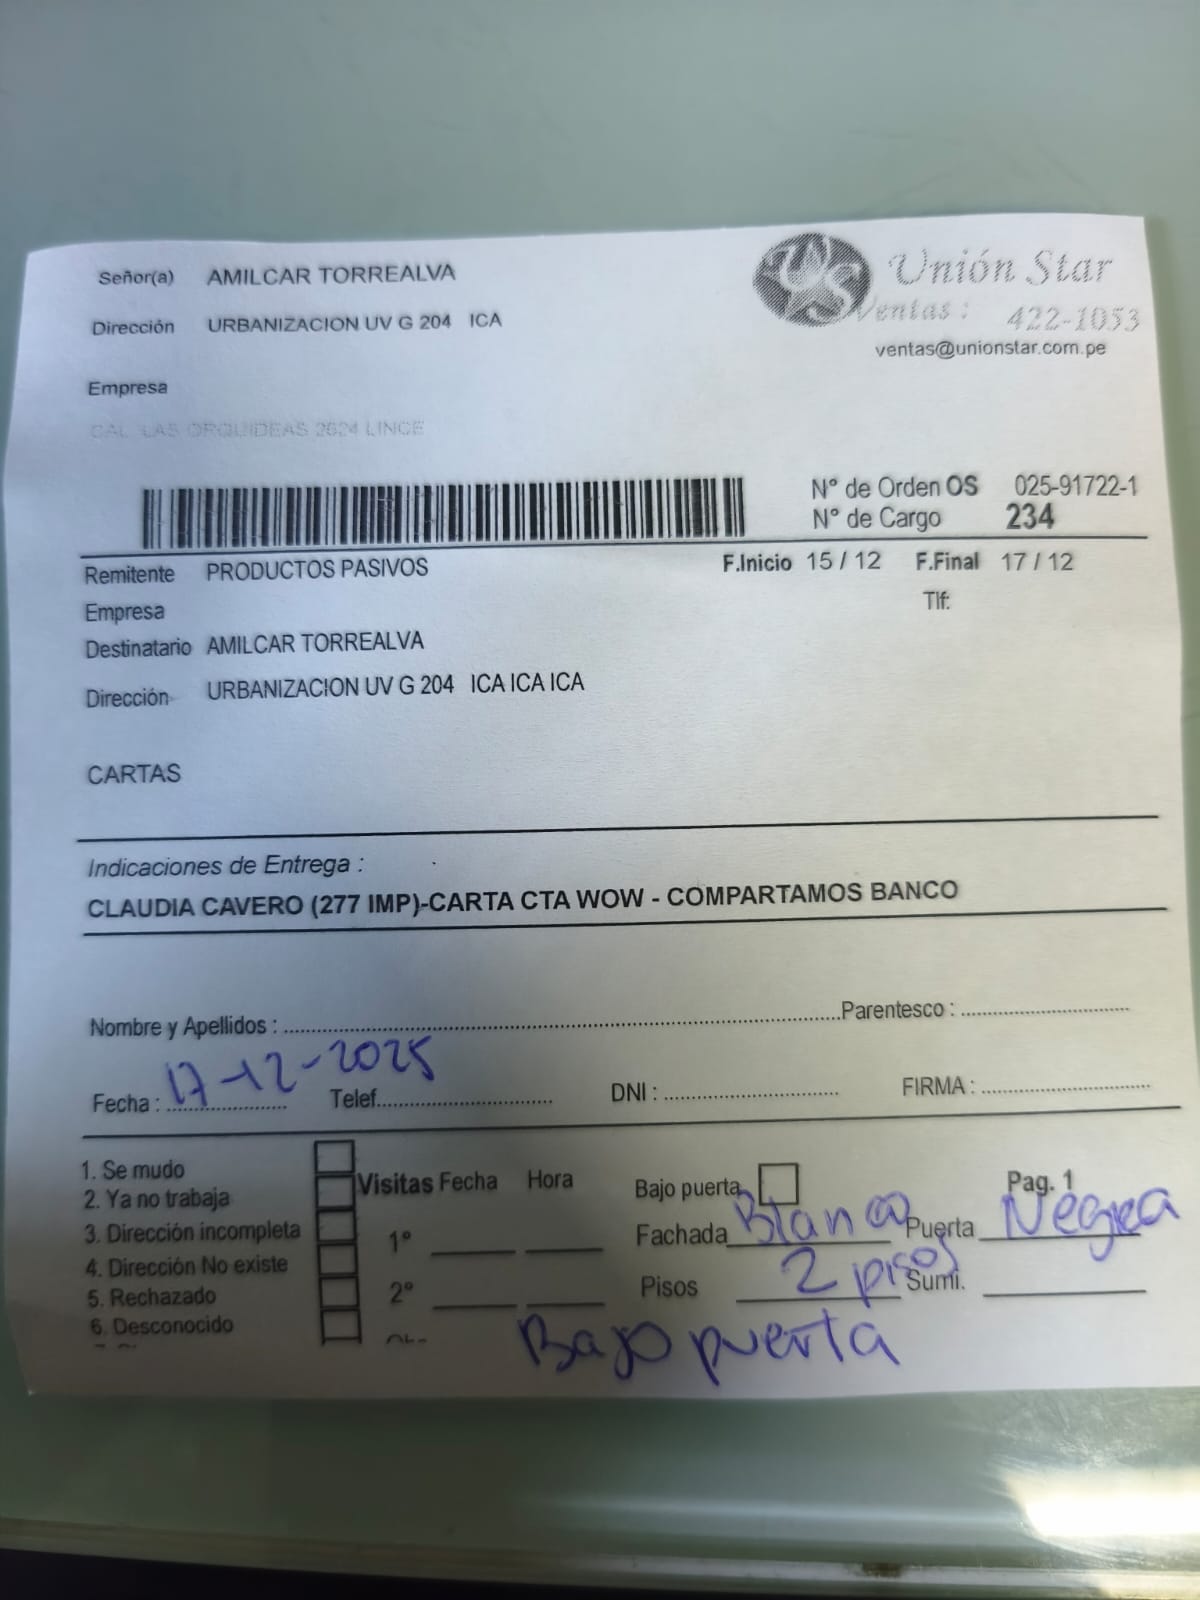 Señor(a) AMILCAR TORREALVA
Unión Star
Dirección URBANIZACION UV G 204 ICA
Ventas : 422-1053
ventas@unionstar.com.pe
Empresa
CAL LAS ORQUIDEAS 2624 LINCE
N° de Orden OS 025-91722-1
N° de Cargo 234
Remitente PRODUCTOS PASIVOS F.Inicio 15 / 12 F.Final 17 / 12
Empresa Tlf:
Destinatario AMILCAR TORREALVA
Dirección URBANIZACION UV G 204 ICA ICA ICA
CARTAS
Indicaciones de Entrega :
CLAUDIA CAVERO (277 IMP)-CARTA CTA WOW - COMPARTAMOS BANCO
Nombre y Apellidos : Parentesco :
Fecha : 17-12-2025 Telef. DNI : FIRMA :
1. Se mudo
2. Ya no trabaja
3. Dirección incompleta
4. Dirección No existe
5. Rechazado
6. Desconocido
Visitas Fecha Hora
1°
2°
Bajo puerta Pag. 1
Fachada Blanca Puerta Negra
Pisos 2 pisos Sumi.
Bajo puerta